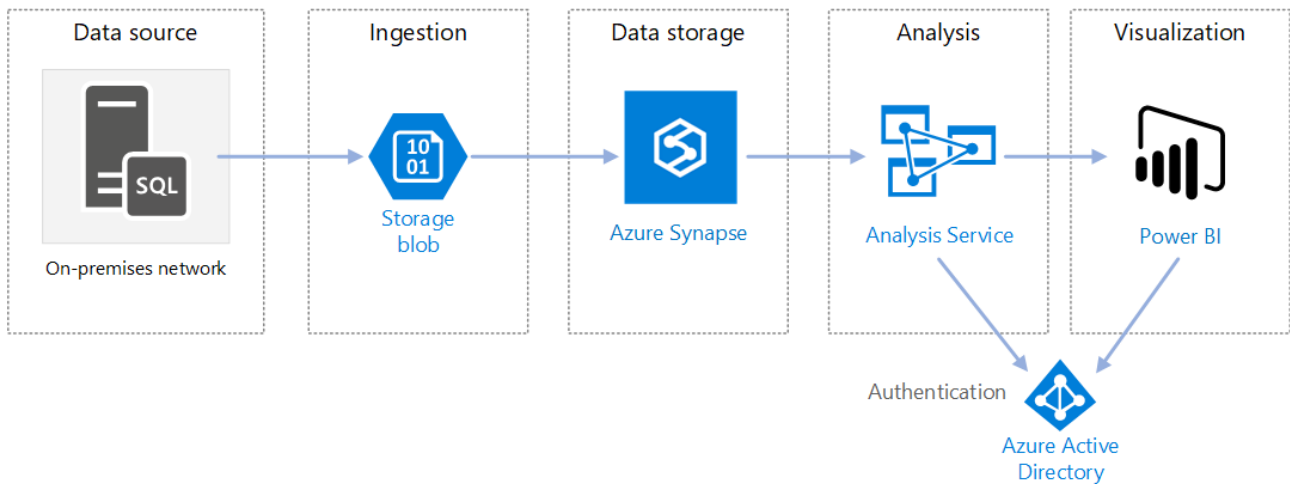 Data source
Ingestion
Data storage
Analysis
Visualization
SQL
10
01
On-premises network
Storage
blob
Azure Synapse
Analysis Service
Power BI
Authentication
Azure Active
Directory